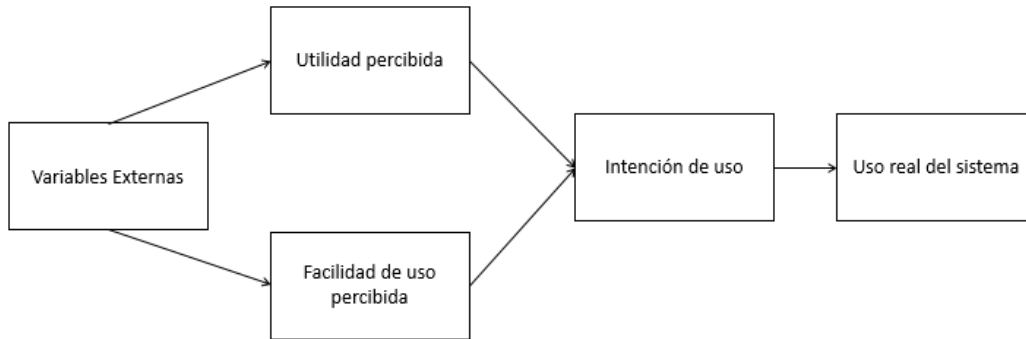 Utilidad percibida
Variables Externas
Facilidad de uso
percibida
Intención de uso
Uso real del sistema